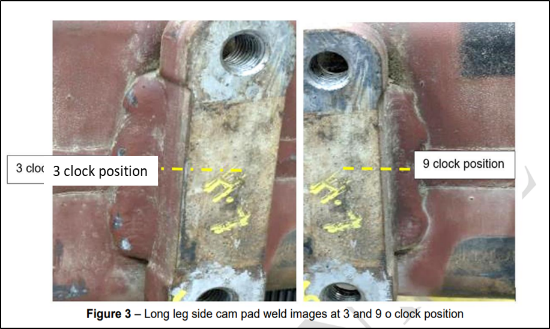 3 cloc
3 clock position
9 clock position
Figure 3 – Long leg side cam pad weld images at 3 and 9 o clock position